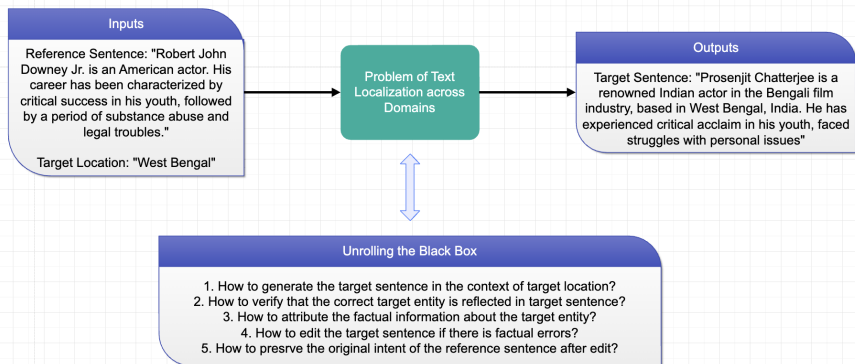 Inputs
Reference Sentence: "Robert John
Downey Jr. is an American actor. His
career has been characterized by
critical success in his youth, followed
by a period of substance abuse and
legal troubles."
Target Location: "West Bengal"
Problem of Text
Localization across
Domains
Outputs
Target Sentence: "Prosenjit Chatterjee is a
renowned Indian actor in the Bengali film
industry, based in West Bengal, India. He has
experienced critical acclaim in his youth, faced
struggles with personal issues"
Unrolling the Black Box
1. How to generate the target sentence in the context of target location?
2. How to verify that the correct target entity is reflected in target sentence?
3. How to attribute the factual information about the target entity?
4. How to edit the target sentence if there is factual errors?
5. How to presrve the original intent of the reference sentence after edit?